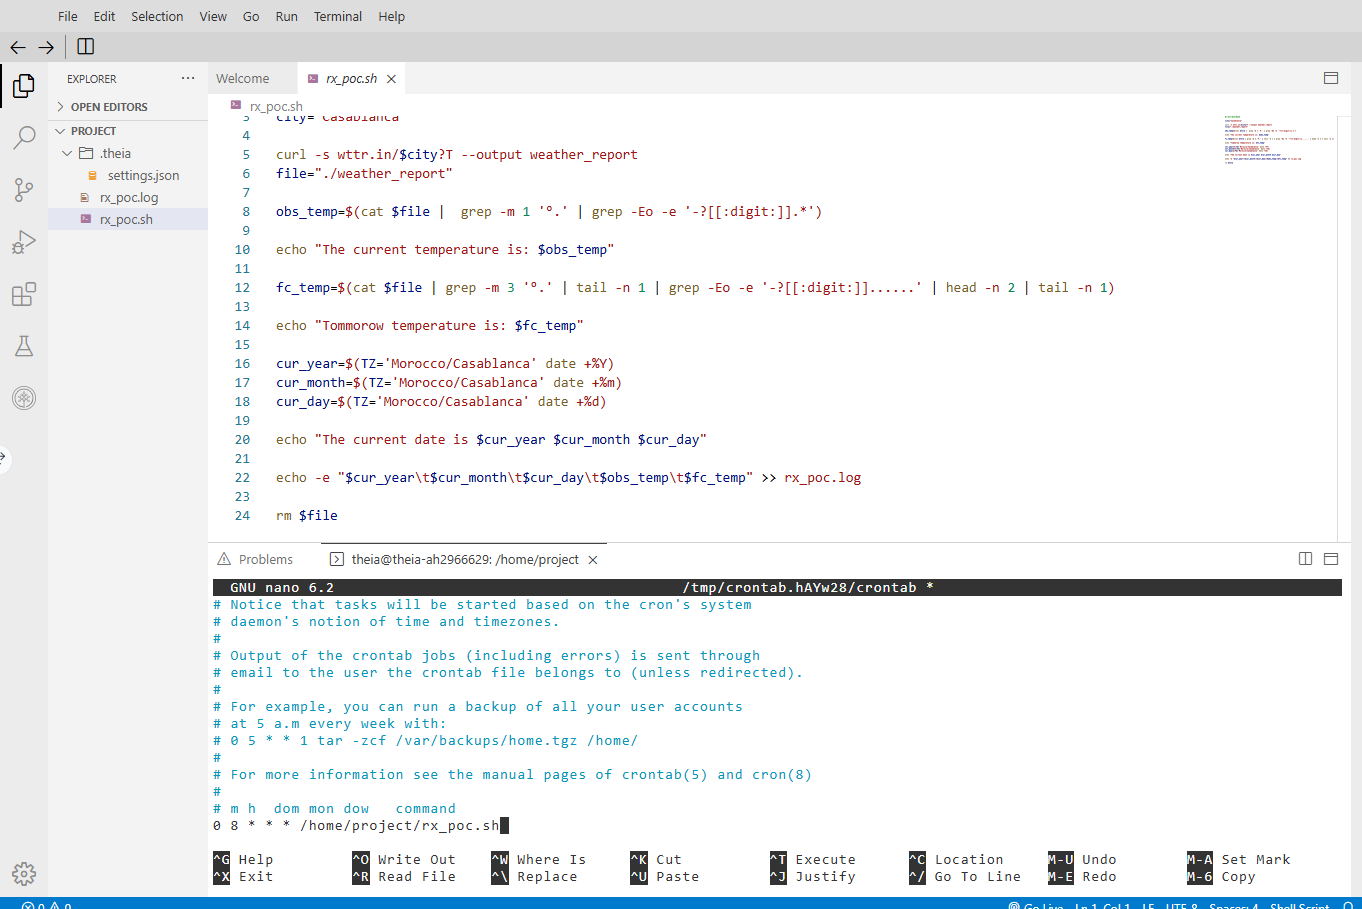 File Edit Selection View Go Run Terminal Help
EXPLORER ...
OPEN EDITORS
PROJECT
.theia
settings.json
rx_poc.log
rx_poc.sh
Welcome rx_poc.sh
rx_poc.sh
3 city= Casablanca
4
5 curl -s wttr.in/$city?T --output weather_report
6 file="./weather_report"
7
8 obs_temp=$(cat $file |  grep -m 1 '°.' | grep -Eo -e '-?[[:digit:]].*')
9
10 echo "The current temperature is: $obs_temp"
11
12 fc_temp=$(cat $file | grep -m 3 '°.' | tail -n 1 | grep -Eo -e '-?[[:digit:]]......' | head -n 2 | tail -n 1)
13
14 echo "Tommorow temperature is: $fc_temp"
15
16 cur_year=$(TZ='Morocco/Casablanca' date +%Y)
17 cur_month=$(TZ='Morocco/Casablanca' date +%m)
18 cur_day=$(TZ='Morocco/Casablanca' date +%d)
19
20 echo "The current date is $cur_year $cur_month $cur_day"
21
22 echo -e "$cur_year\t$cur_month\t$cur_day\t$obs_temp\t$fc_temp" >> rx_poc.log
23
24 rm $file
Problems theia@theia-ah2966629: /home/project
GNU nano 6.2 /tmp/crontab.hAYw28/crontab *
# Notice that tasks will be started based on the cron's system
# daemon's notion of time and timezones.
#
# Output of the crontab jobs (including errors) is sent through
# email to the user the crontab file belongs to (unless redirected).
#
# For example, you can run a backup of all your user accounts
# at 5 a.m every week with:
# 0 5 * * 1 tar -zcf /var/backups/home.tgz /home/
#
# For more information see the manual pages of crontab(5) and cron(8)
#
# m h  dom mon dow   command
0 8 * * * /home/project/rx_poc.sh
^G Help ^O Write Out ^W Where Is ^K Cut ^T Execute ^C Location M-U Undo M-A Set Mark
^X Exit ^R Read File ^\ Replace ^U Paste ^J Justify ^/ Go To Line M-E Redo M-6 Copy
0 0 Go Live Ln 1, Col 1 LF UTF-8 Spaces: 4 Shell Script